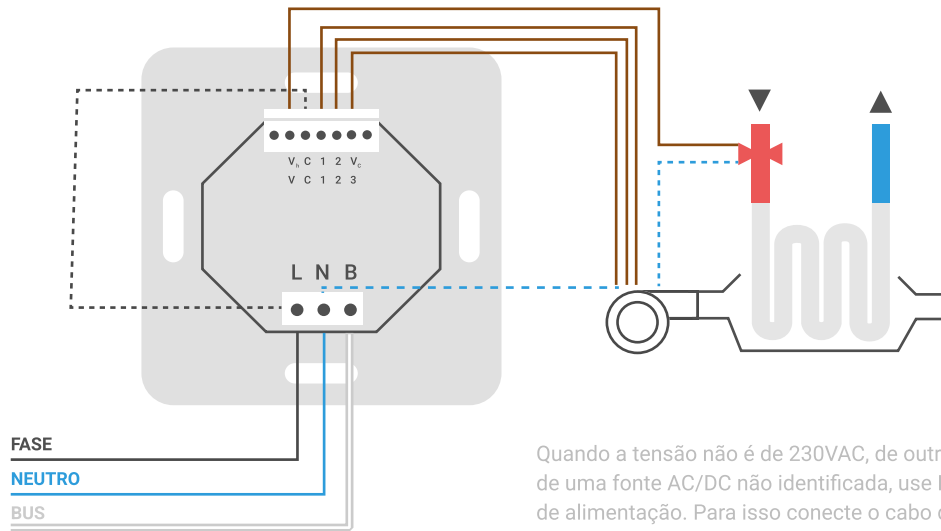 Vh C 1 2 Vc
V C 1 2 3
L N B
FASE
NEUTRO
BUS
Quando a tensão não é de 230VAC, de outr
de uma fonte AC/DC não identificada, use
de alimentação. Para isso conecte o cabo